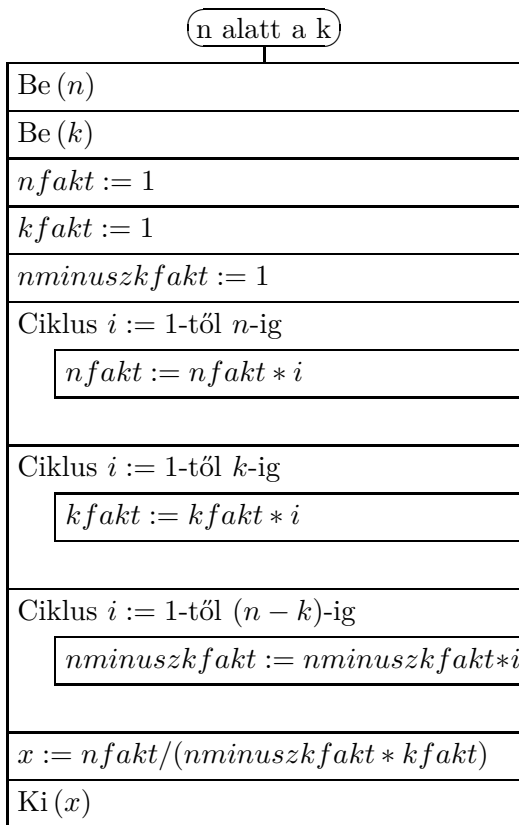 n alatt a k
Be (n)
Be (k)
nfakt := 1
kfakt := 1
nminuszkfakt := 1
Ciklus i := 1-től n-ig
nfakt := nfakt ∗ i
Ciklus i := 1-től k-ig
kfakt := kfakt ∗ i
Ciklus i := 1-től (n − k)-ig
nminuszkfakt := nminuszkfakt∗i
x := nfakt/(nminuszkfakt ∗ kfakt)
Ki (x)